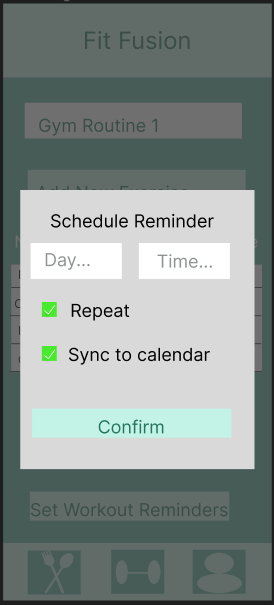 Fit Fusion
Gym Routine 1
Add New Exercise
Schedule Reminder
Day...
Time...
Repeat
Sync to calendar
Confirm
Set Workout Reminders